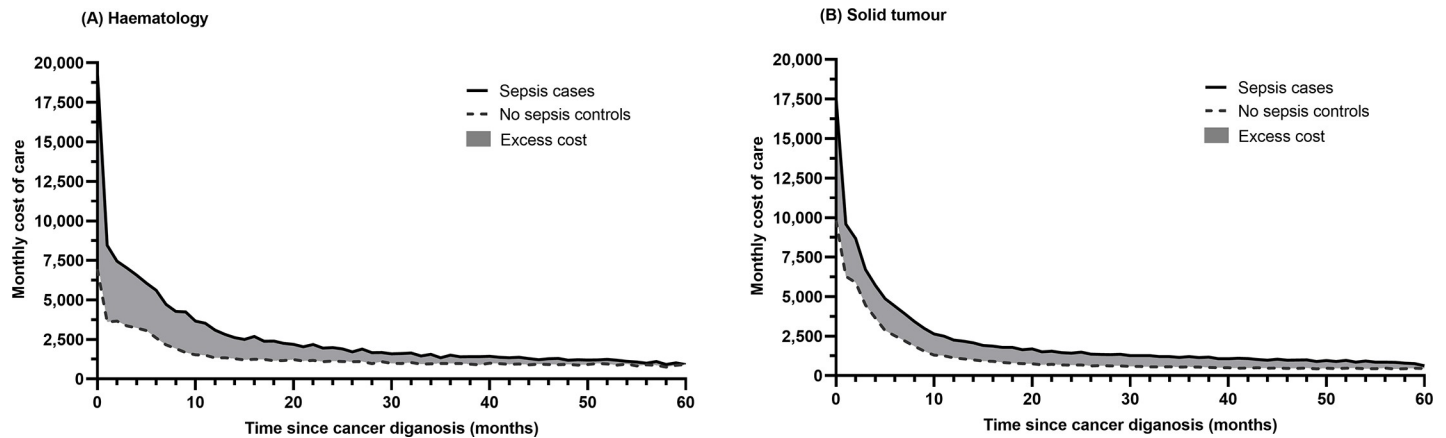 (A) Haematology
Monthly cost of care
20,000
17,500
15,000
12,500
10,000
7,500
5,000
2,500
0
Sepsis cases
No sepsis controls
Excess cost
0 10 20 30 40 50 60
Time since cancer diganosis (months)
(B) Solid tumour
Monthly cost of care
20,000
17,500
15,000
12,500
10,000
7,500
5,000
2,500
0
Sepsis cases
No sepsis controls
Excess cost
0 10 20 30 40 50 60
Time since cancer diganosis (months)